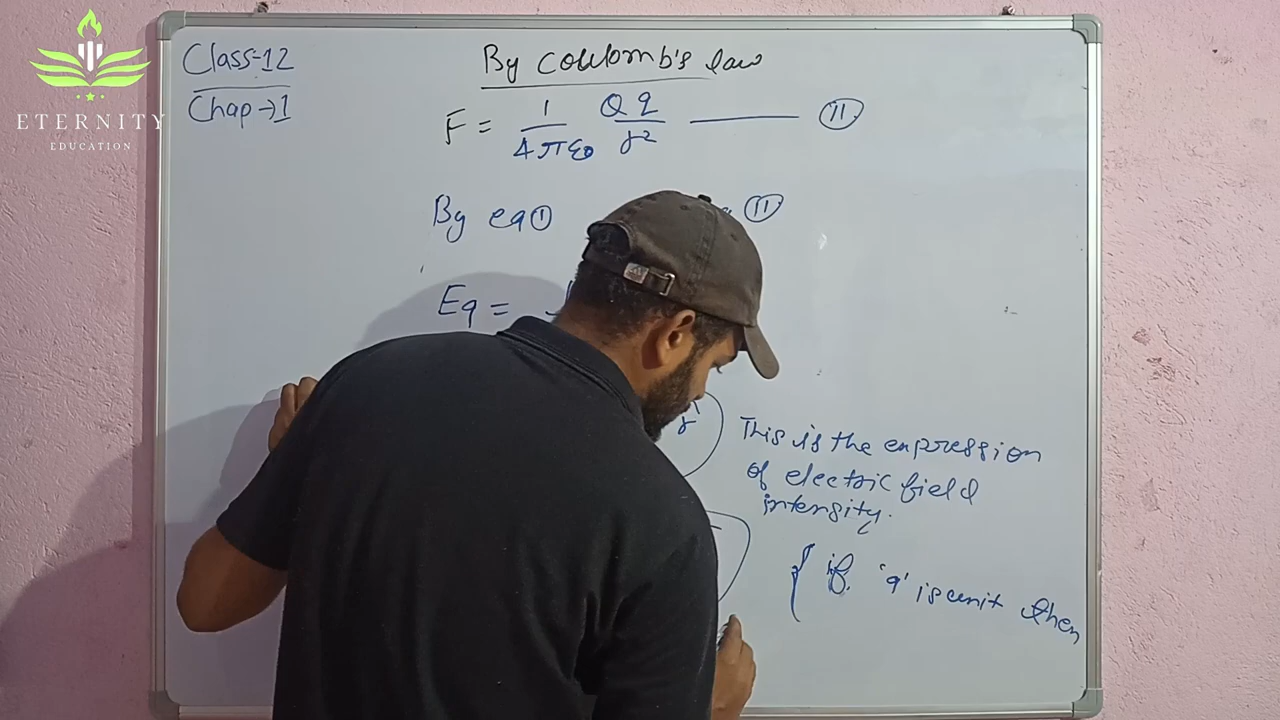 ETERNITY
EDUCATION
Class-12
Chap→1
By coulomb's law
F = 1/4πε₀ Qq/r² ——— (II)
By eq (I) (II)
Eq =
r
This is the expression
of electric field
intensity.
{ if 'q' is unit then